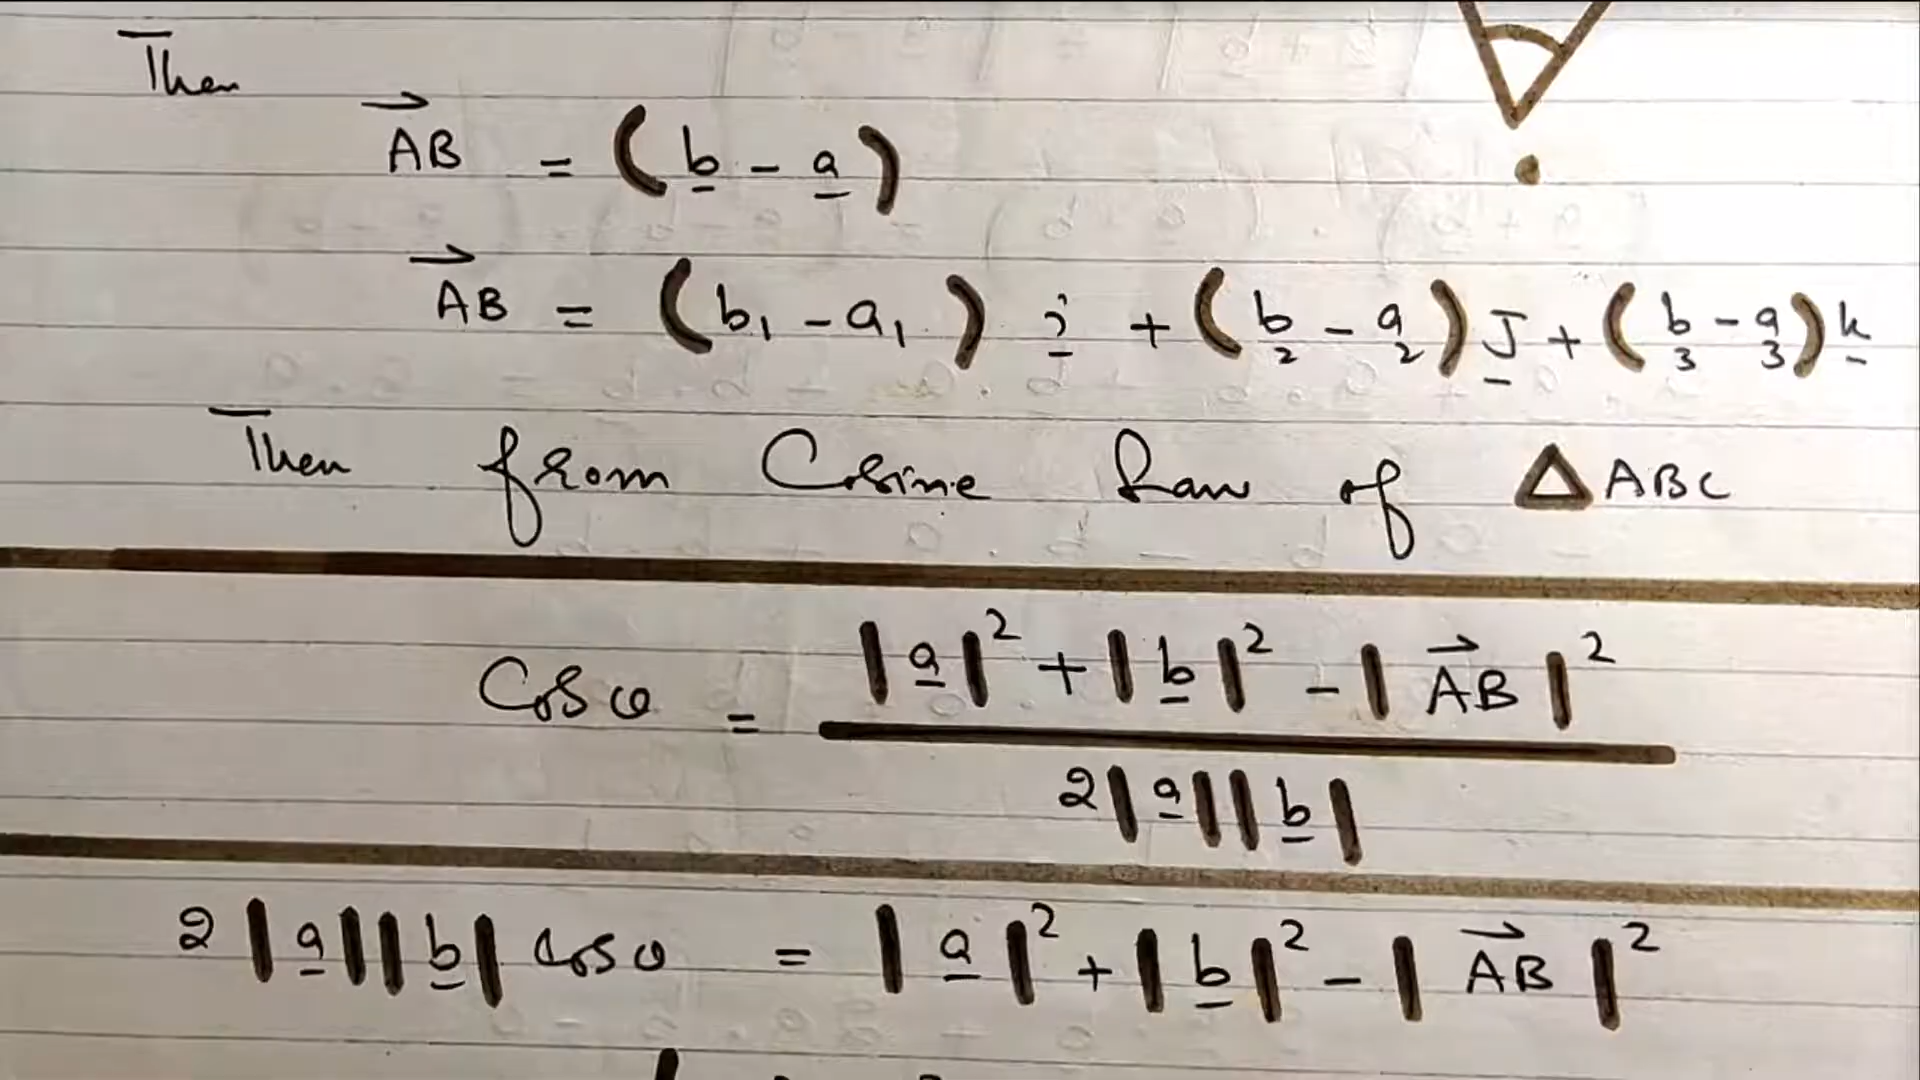 Then
→AB = (b - a)
→AB = (b₁ - a₁) i + (b₂ - a₂) J + (b₃ - a₃) k
Then from Cosine Law of △ ABC
Cos θ = |a|² + |b|² - |→AB|² / 2|a||b|
2|a||b| Cos θ = |a|² + |b|² - |→AB|²